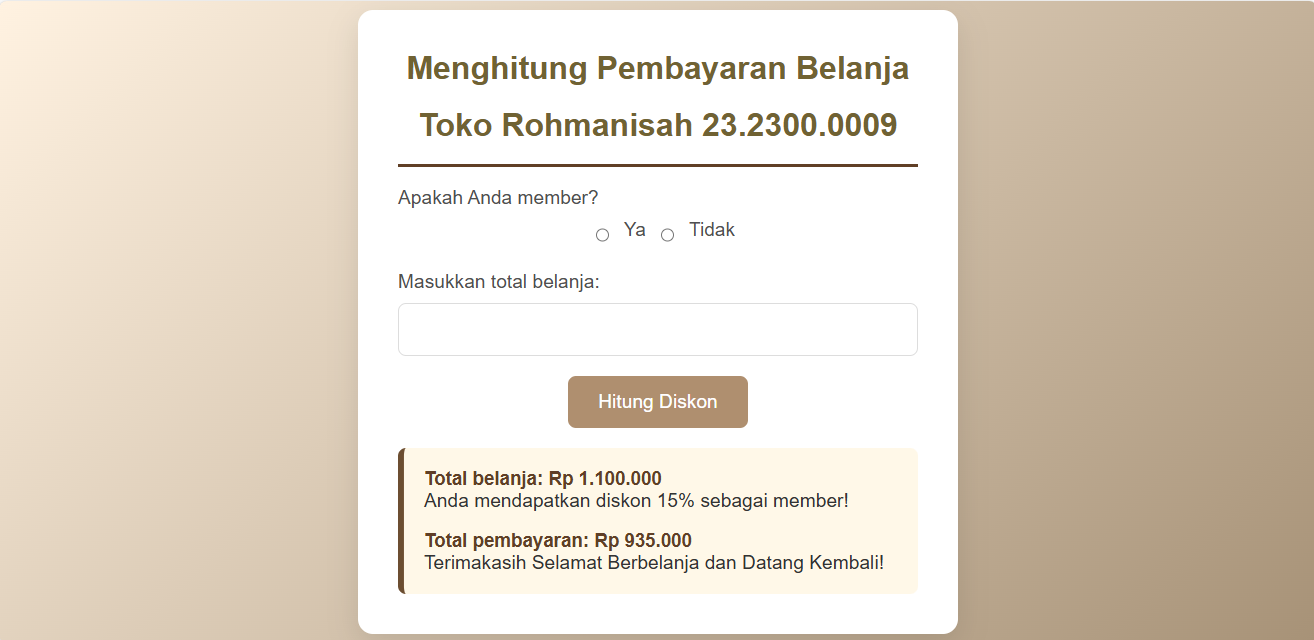 Menghitung Pembayaran Belanja
Toko Rohmanisah 23.2300.0009
Apakah Anda member?
Ya Tidak
Masukkan total belanja:
Hitung Diskon
Total belanja: Rp 1.100.000
Anda mendapatkan diskon 15% sebagai member!
Total pembayaran: Rp 935.000
Terimakasih Selamat Berbelanja dan Datang Kembali!